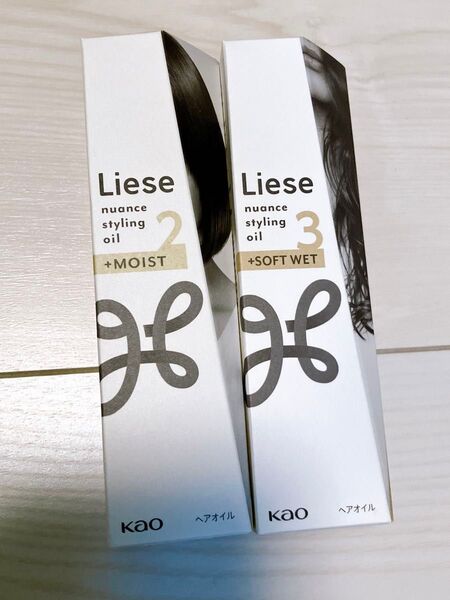 Liese
nuance
styling
oil 2
+MOIST
Kao
ヘアオイル
Liese
nuance
styling
oil 3
+SOFT WET
Kao
ヘアオイル